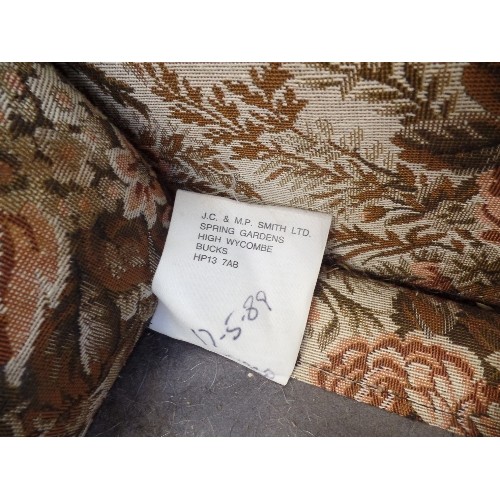 J.C. & M.P. SMITH LTD.
SPRING GARDENS
HIGH WYCOMBE
BUCKS
HP13 7AB
17-5-89